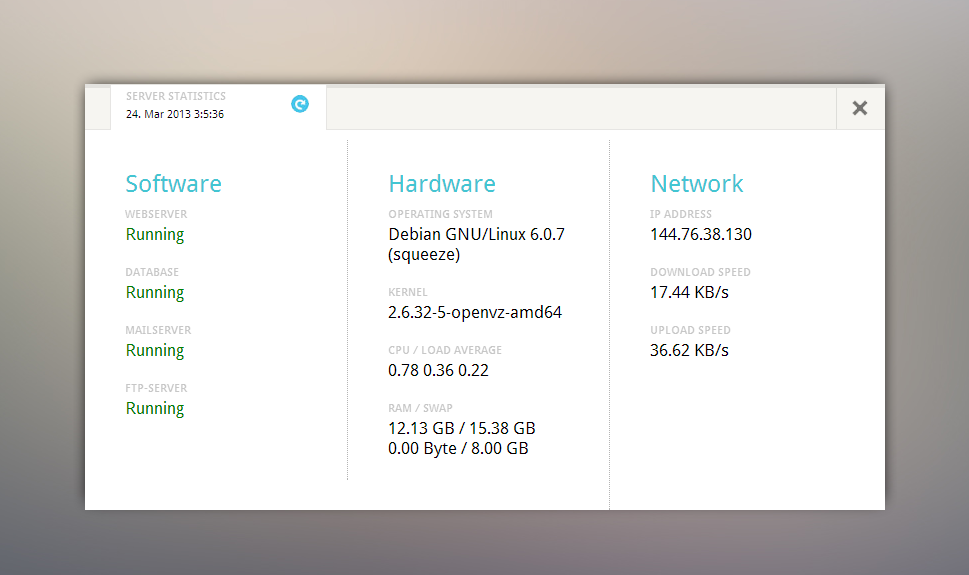 SERVER STATISTICS
24. Mar 2013 3:5:36
Software
WEBSERVER
Running
DATABASE
Running
MAILSERVER
Running
FTP-SERVER
Running
Hardware
OPERATING SYSTEM
Debian GNU/Linux 6.0.7
(squeeze)
KERNEL
2.6.32-5-openvz-amd64
CPU / LOAD AVERAGE
0.78 0.36 0.22
RAM / SWAP
12.13 GB / 15.38 GB
0.00 Byte / 8.00 GB
Network
IP ADDRESS
144.76.38.130
DOWNLOAD SPEED
17.44 KB/s
UPLOAD SPEED
36.62 KB/s